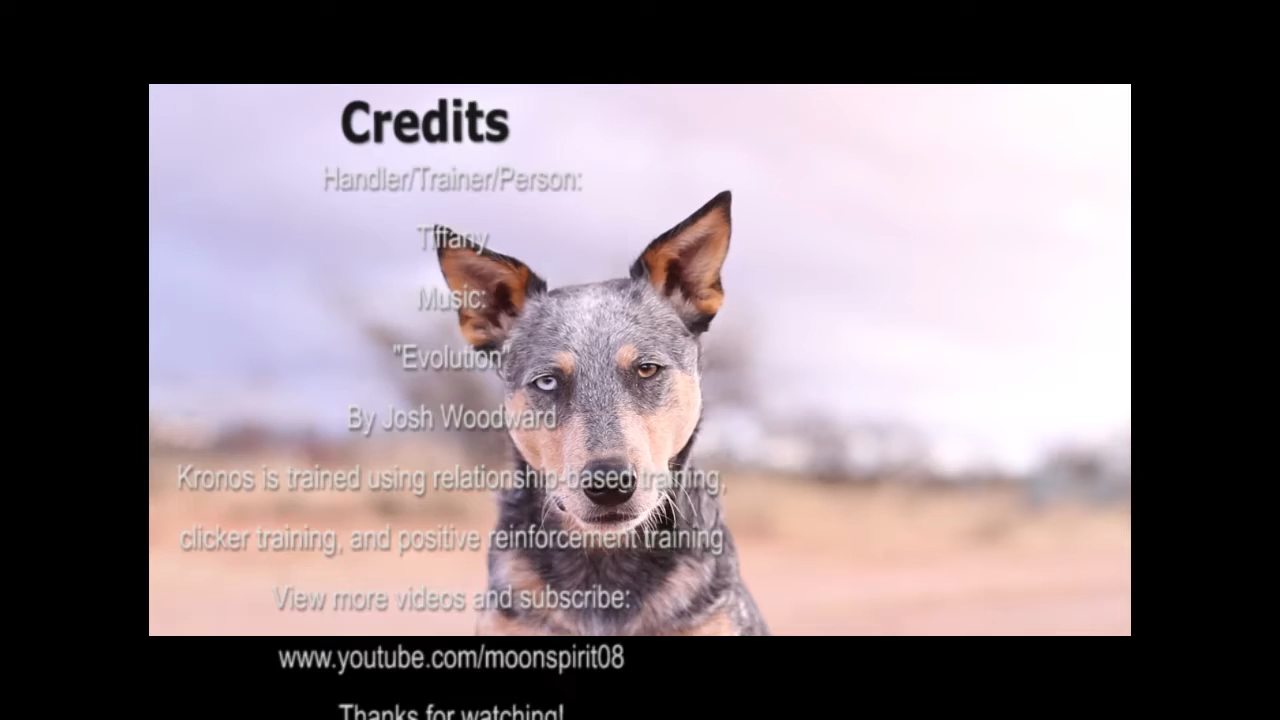 Credits
Handler/Trainer/Person:
Tiffany
Music:
"Evolution"
By Josh Woodward
Kronos is trained using relationship-based training,
clicker training, and positive reinforcement training
View more videos and subscribe:
www.youtube.com/moonspirit08
Thanks for watching!